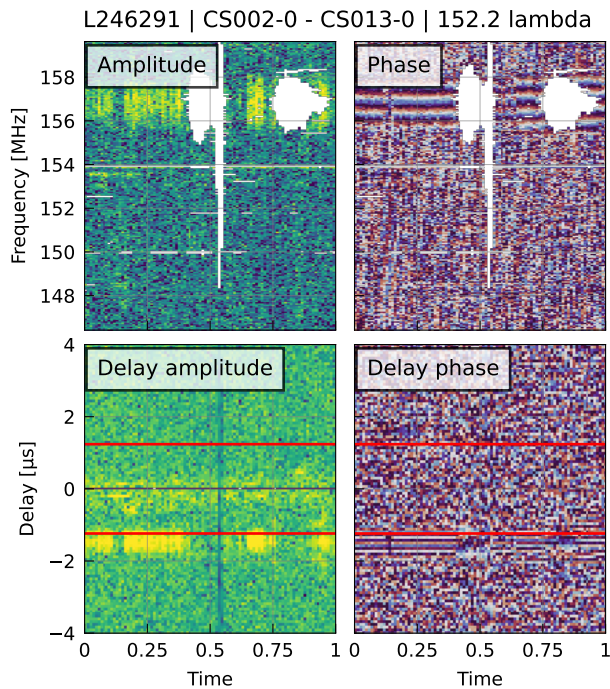 L246291 | CS002-0 - CS013-0 | 152.2 lambda
Amplitude
Phase
Frequency [MHz]
158
156
154
152
150
148
Delay amplitude
Delay phase
Delay [µs]
4
2
0
−2
−4
0 0.25 0.5 0.75 1
0 0.25 0.5 0.75 1
Time
Time